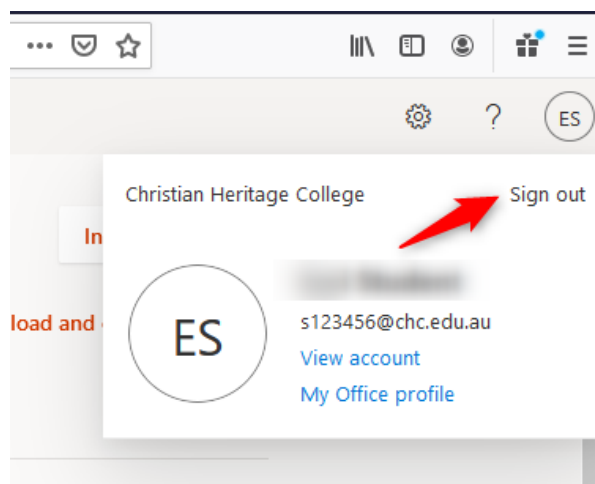 ES
Christian Heritage College
Sign out
In
ES
s123456@chc.edu.au
load and
View account
My Office profile